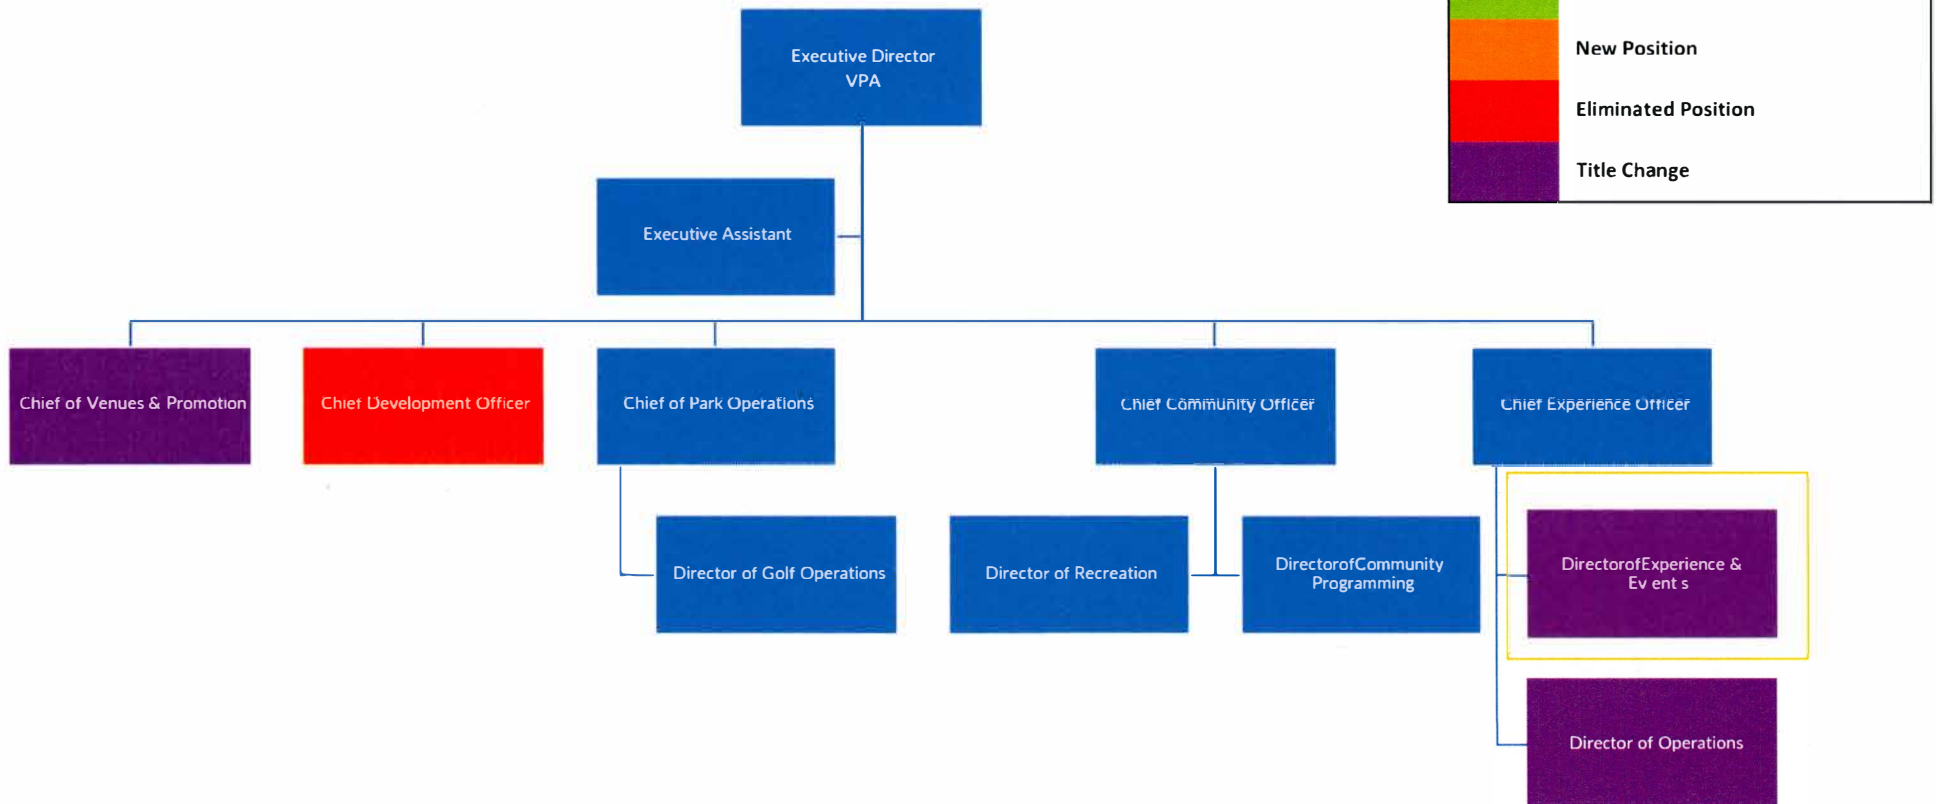 Executive Director
VPA
New Position
Eliminated Position
Title Change
Executive Assistant
Chief of Venues & Promotion
Chief Development Officer
Chief of Park Operations
Chief Community Officer
Chief Experience Officer
Director of Golf Operations
Director of Recreation
DirectorofCommunity
Programming
DirectorofExperience &
Ev ent s
Director of Operations